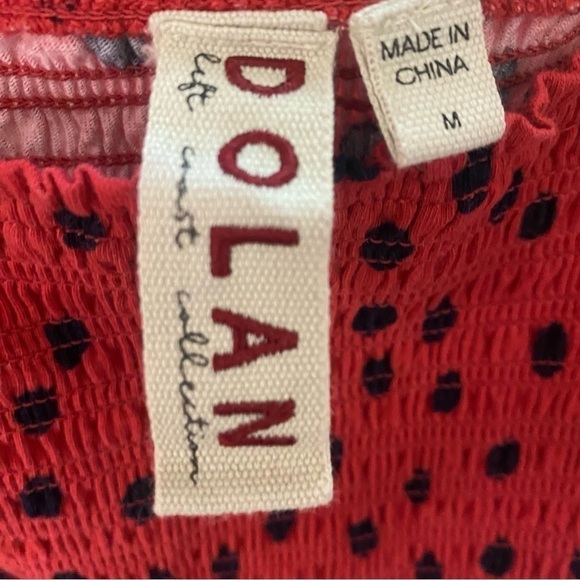 DOLAN
left coast collection
MADE IN
CHINA
M